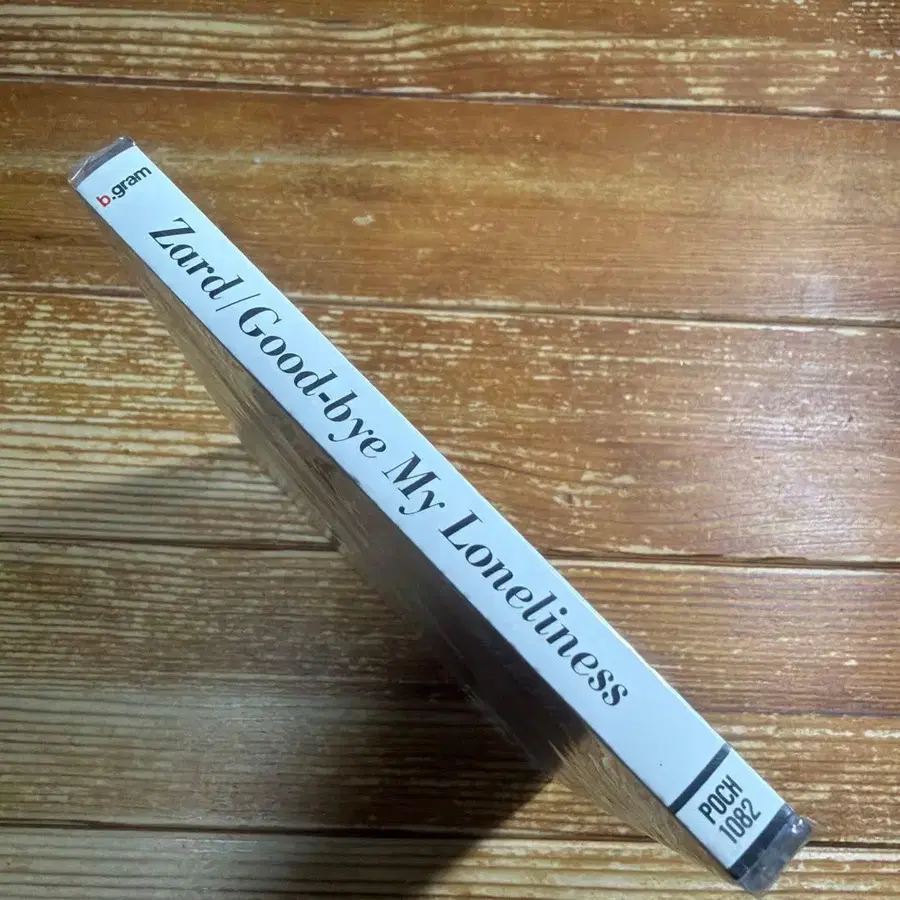 b.gram
Zard/Good-bye My Loneliness
POCH
1082